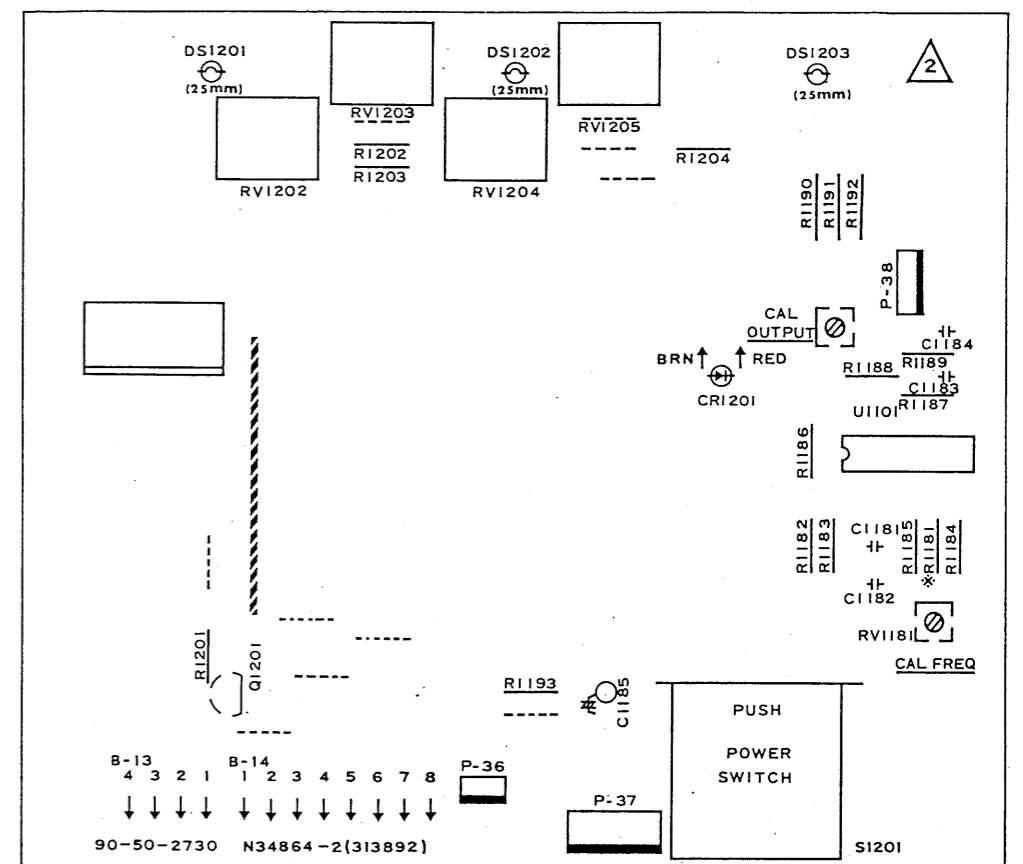 DS1201
(25mm)
DS1202
(25mm)
DS1203
(25mm)
2
RV1203
RV1205
R1202
R1203
R1204
RV1202
RV1204
R1190
R1191
R1192
P-38
CAL
OUTPUT
C1184
BRN
RED
R1189
R1188
CR1201
C1183
R1187
U1101
R1186
R1182
R1183
C1181
R1185
R1181
R1184
※
C1182
RV1181
CAL FREQ
R1201
Q1201
R1193
C1185
PUSH
POWER
SWITCH
B-13
4 3 2 1
B-14
1 2 3 4 5 6 7 8
P-36
P-37
90-50-2730
N34864-2(313892)
S1201